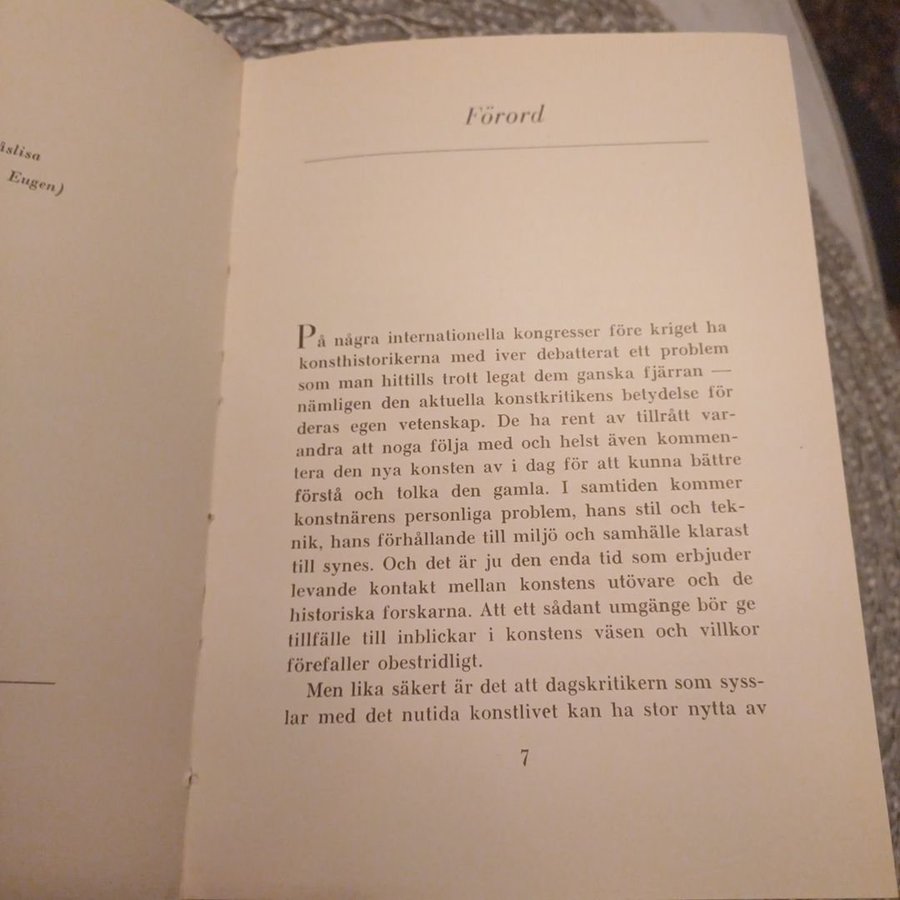 Eugen)
Förord
På några internationella kongresser före kriget ha
konsthistorikerna med iver debatterat ett problem
som man hittills trott legat dem ganska fjärran —
nämligen den aktuella konstkritikens betydelse för
deras egen vetenskap. De ha rent av tillrått var-
andra att noga följa med och helst även kommen-
tera den nya konsten av i dag för att kunna bättre
förstå och tolka den gamla. I samtiden kommer
konstnärens personliga problem, hans stil och tek-
nik, hans förhållande till miljö och samhälle klarast
till synes. Och det är ju den enda tid som erbjuder
levande kontakt mellan konstens utövare och de
historiska forskarna. Att ett sådant umgänge bör ge
tillfälle till inblickar i konstens väsen och villkor
förefaller obestridligt.
Men lika säkert är det att dagskritikern som syss-
lar med det nutida konstlivet kan ha stor nytta av
7